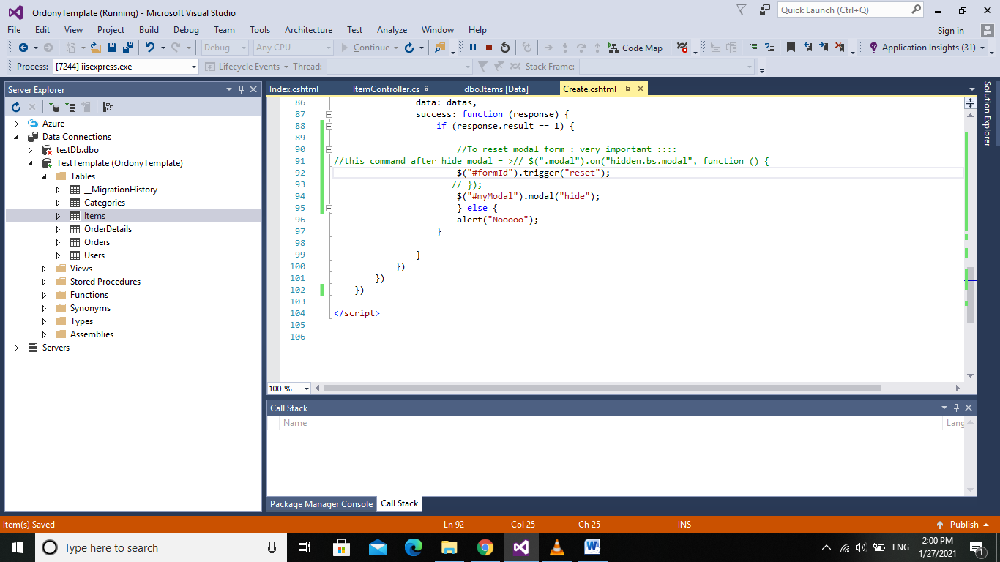 OrdonyTemplate (Running) - Microsoft Visual Studio
Quick Launch (Ctrl+Q)
File Edit View Project Build Debug Team Tools Architecture Test Analyze Window Help
Sign in
Debug Any CPU Continue Code Map Application Insights (31)
Process: [7244] iisexpress.exe Lifecycle Events Thread: Stack Frame:
Server Explorer
Azure
Data Connections
testDb.dbo
TestTemplate (OrdonyTemplate)
Tables
__MigrationHistory
Categories
Items
OrderDetails
Orders
Users
Views
Stored Procedures
Functions
Synonyms
Types
Assemblies
Servers
Index.cshtml ItemController.cs dbo.Items [Data] Create.cshtml
86 data: datas,
87 success: function (response) {
88 if (response.result == 1) {
89
90 //To reset modal form : very important ::::
91 //this command after hide modal = >// $(".modal").on("hidden.bs.modal", function () {
92 $("#formId").trigger("reset");
93 // });
94 $("#myModal").modal("hide");
95 } else {
96 alert("Nooooo");
97 }
98
99 }
100 })
101 })
102 })
103
104 </script>
105
106
100 %
Solution Explorer
Call Stack
Name Lang
Package Manager Console Call Stack
Item(s) Saved Ln 92 Col 25 Ch 25 INS Publish
Type here to search
ENG
2:00 PM
1/27/2021
1